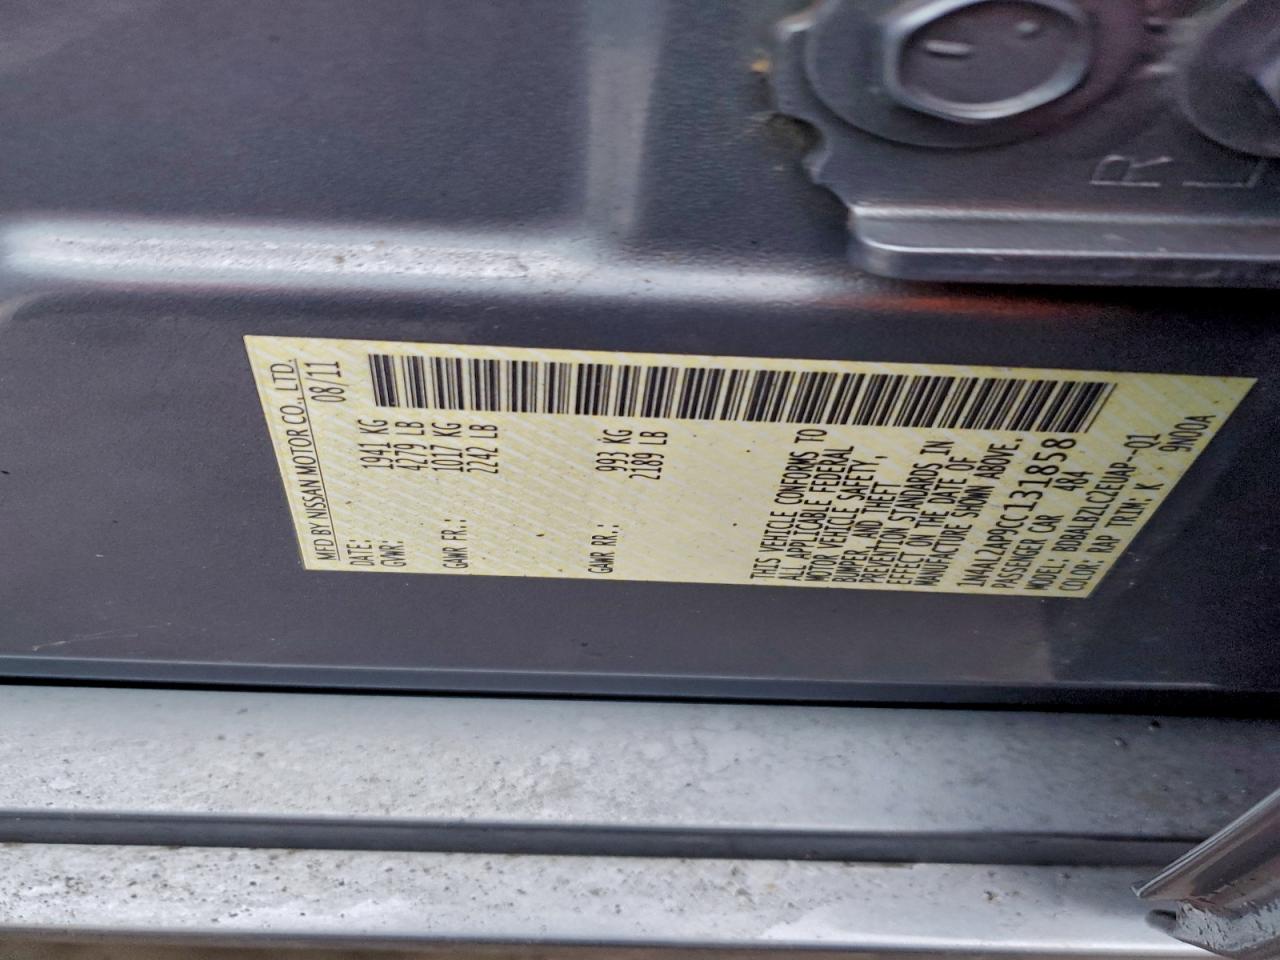 MFD BY NISSAN MOTOR CO., LTD.
DATE: 08/11
GVWR: 1941 KG
4279 LB
GAWR FR.: 1017 KG
2242 LB
GAWR RR.: 993 KG
2189 LB
THIS VEHICLE CONFORMS TO
ALL APPLICABLE FEDERAL
MOTOR VEHICLE SAFETY,
BUMPER, AND THEFT
PREVENTION STANDARDS IN
EFFECT ON THE DATE OF
MANUFACTURE SHOWN ABOVE.
1N4AL2AP9CC131858
PASSENGER CAR 484
MODEL: BDBALBZLC2EUAP--01
COLOR: RAP TRIM: K 9N00A
R
L